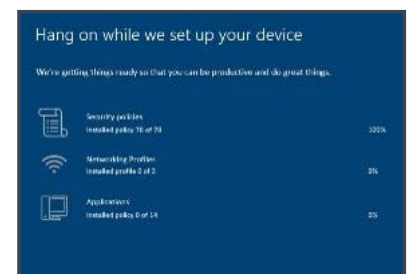 Hang on while we set up your device
We're getting things ready so that you can be productive and do great things.
Security policies
Installed policy 70 of 70
100%
Networking Profiles
Installed profile 0 of 3
0%
Applications
Installed policy 0 of 14
0%